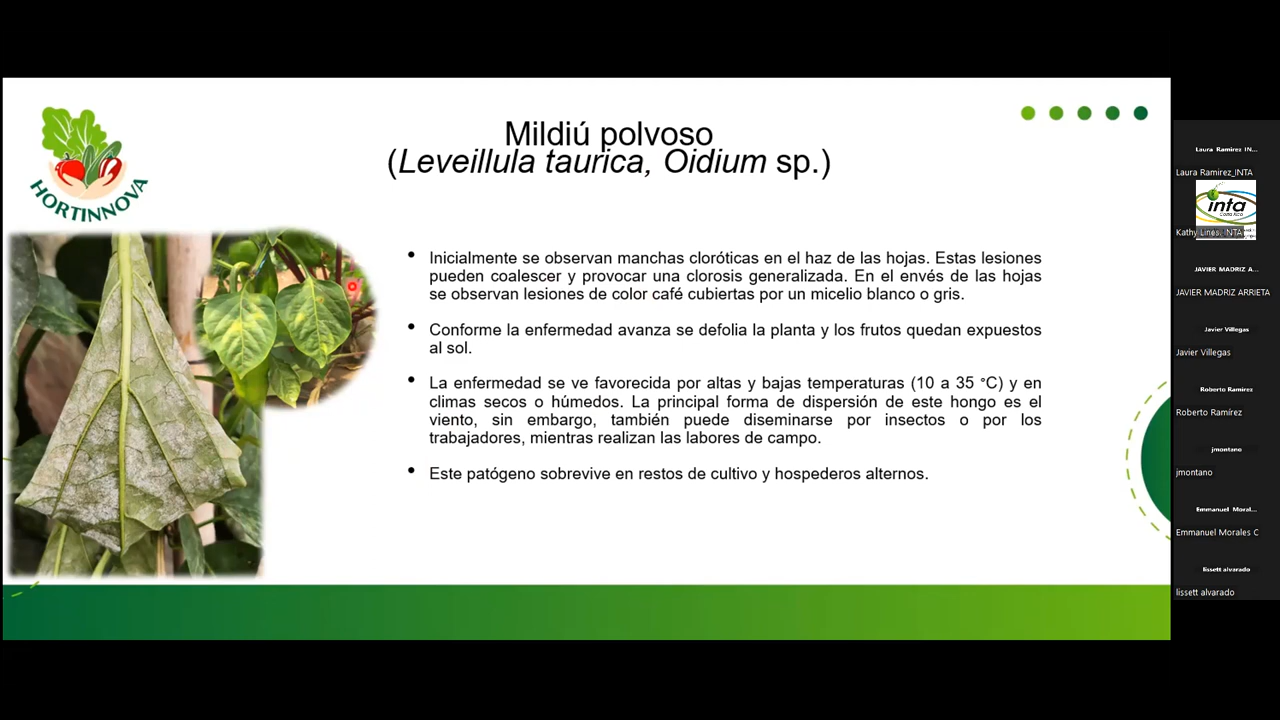 HORTINNOVA
Mildiú polvoso
(Leveillula taurica, Oidium sp.)
• Inicialmente se observan manchas cloróticas en el haz de las hojas. Estas lesiones
pueden coalescer y provocar una clorosis generalizada. En el envés de las hojas
se observan lesiones de color café cubiertas por un micelio blanco o gris.
• Conforme la enfermedad avanza se defolia la planta y los frutos quedan expuestos
al sol.
• La enfermedad se ve favorecida por altas y bajas temperaturas (10 a 35 °C) y en
climas secos o húmedos. La principal forma de dispersión de este hongo es el
viento, sin embargo, también puede diseminarse por insectos o por los
trabajadores, mientras realizan las labores de campo.
• Este patógeno sobrevive en restos de cultivo y hospederos alternos.
Laura Ramirez IN...
Laura Ramirez_INTA
inta
Costa Rica
Kathy Lines, INTA
JAVIER MADRIZ A...
JAVIER MADRIZ ARRIETA
Javier Villegas
Javier Villegas
Roberto Ramírez
Roberto Ramírez
jmontano
jmontano
Emmanuel Moral...
Emmanuel Morales C
lissett alvarado
lissett alvarado